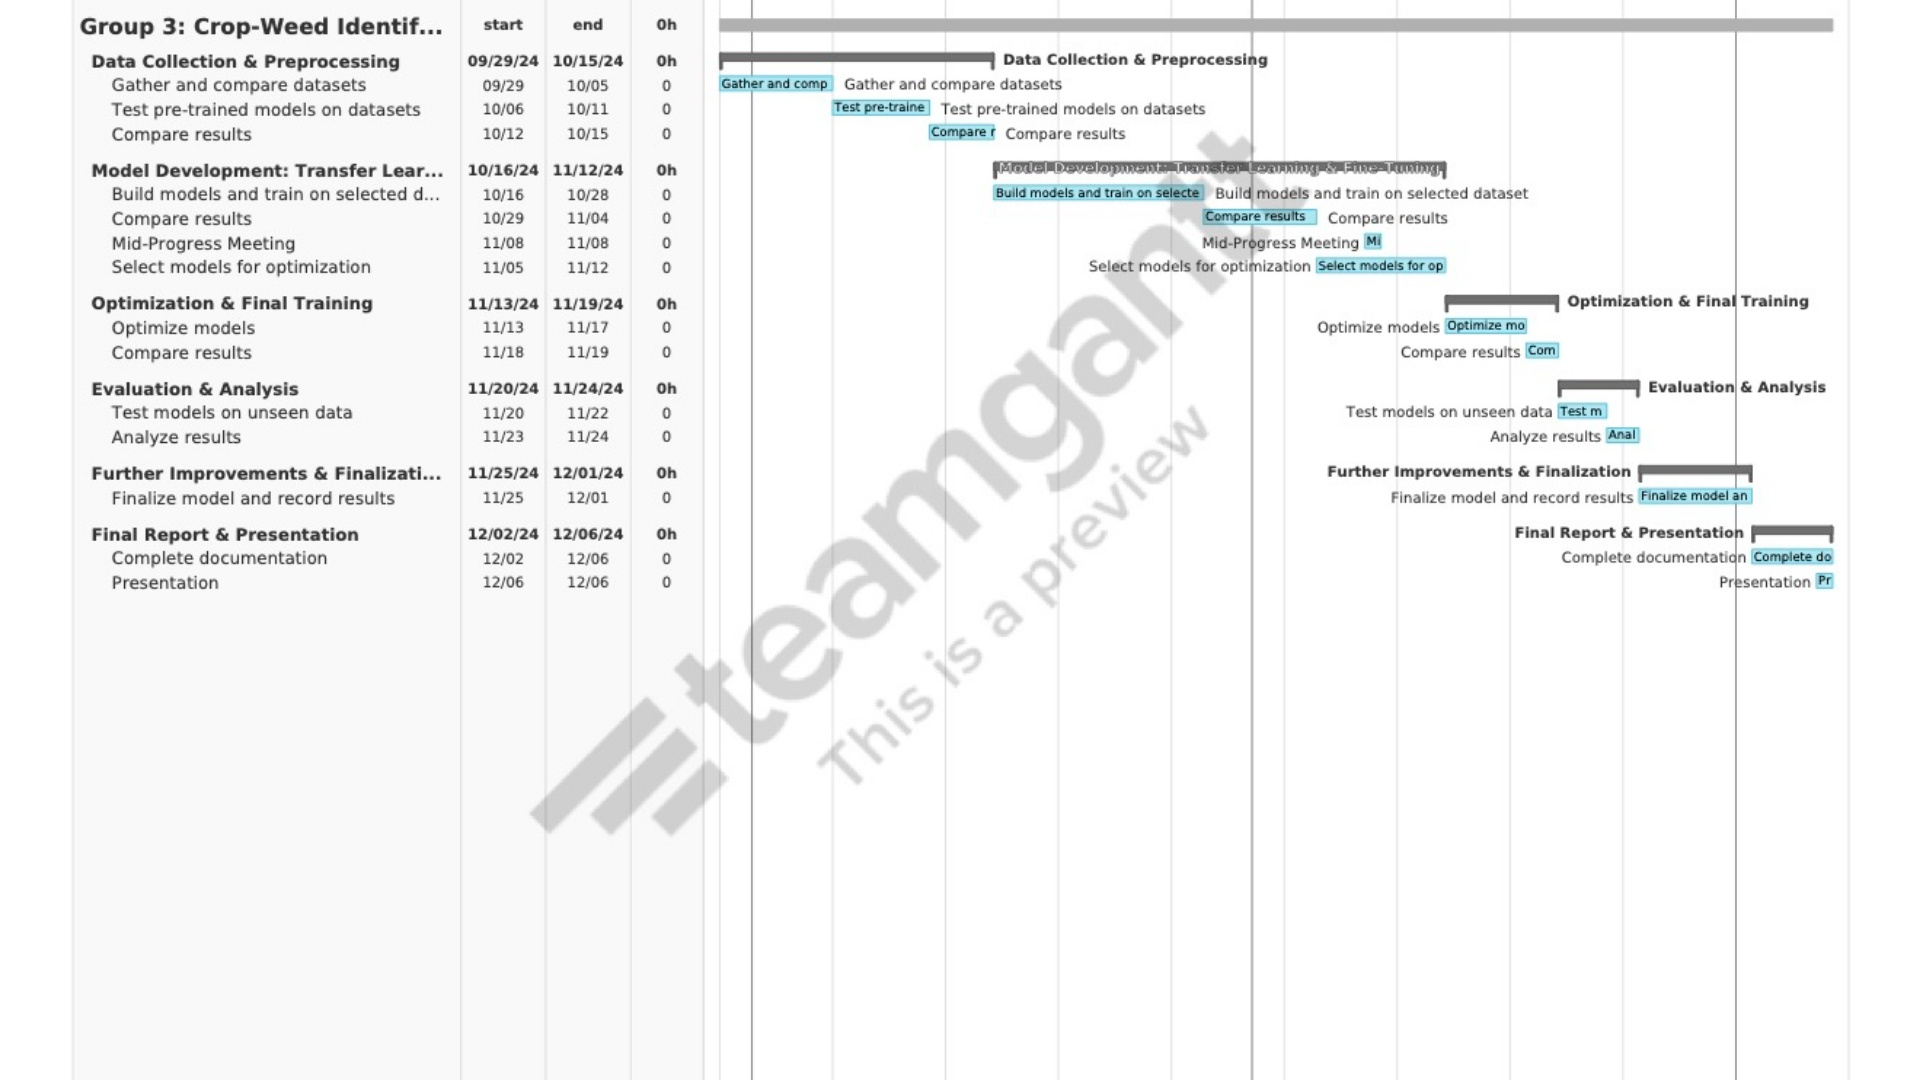 Group 3: Crop-Weed Identif... start end 0h
Data Collection & Preprocessing 09/29/24 10/15/24 0h Data Collection & Preprocessing
Gather and compare datasets 09/29 10/05 0 Gather and comp Gather and compare datasets
Test pre-trained models on datasets 10/06 10/11 0 Test pre-traine Test pre-trained models on datasets
Compare results 10/12 10/15 0 Compare r Compare results
Model Development: Transfer Lear... 10/16/24 11/12/24 0h Model Development: Transfer Learning & Fine-Tuning
Build models and train on selected d... 10/16 10/28 0 Build models and train on selecte Build models and train on selected dataset
Compare results 10/29 11/04 0 Compare results Compare results
Mid-Progress Meeting 11/08 11/08 0 Mid-Progress Meeting Mi
Select models for optimization 11/05 11/12 0 Select models for optimization Select models for op
Optimization & Final Training 11/13/24 11/19/24 0h Optimization & Final Training
Optimize models 11/13 11/17 0 Optimize models Optimize mo
Compare results 11/18 11/19 0 Compare results Com
Evaluation & Analysis 11/20/24 11/24/24 0h Evaluation & Analysis
Test models on unseen data 11/20 11/22 0 Test models on unseen data Test m
Analyze results 11/23 11/24 0 Analyze results Anal
Further Improvements & Finalizati... 11/25/24 12/01/24 0h Further Improvements & Finalization
Finalize model and record results 11/25 12/01 0 Finalize model and record results Finalize model an
Final Report & Presentation 12/02/24 12/06/24 0h Final Report & Presentation
Complete documentation 12/02 12/06 0 Complete documentation Complete do
Presentation 12/06 12/06 0 Presentation Pr
teamgantt
This is a preview